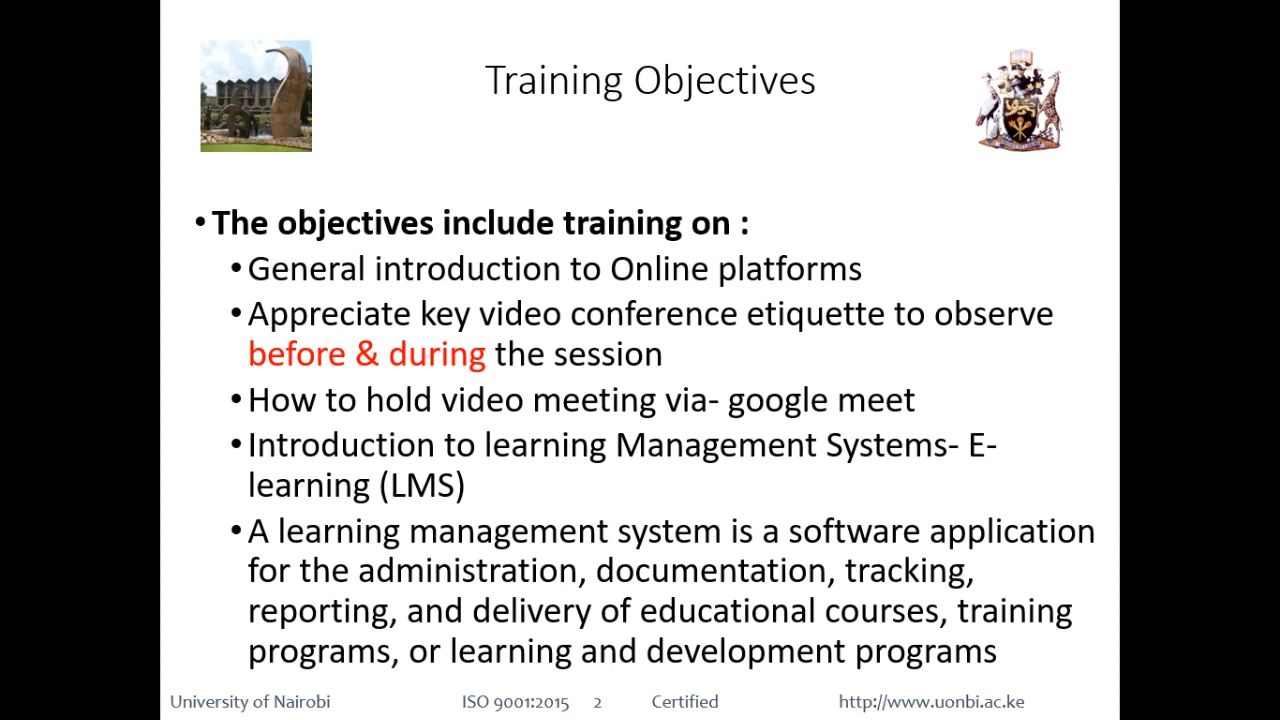 Training Objectives
• The objectives include training on :
• General introduction to Online platforms
• Appreciate key video conference etiquette to observe
before & during the session
• How to hold video meeting via- google meet
• Introduction to learning Management Systems- E-
learning (LMS)
• A learning management system is a software application
for the administration, documentation, tracking,
reporting, and delivery of educational courses, training
programs, or learning and development programs
University of Nairobi ISO 9001:2015 2 Certified http://www.uonbi.ac.ke